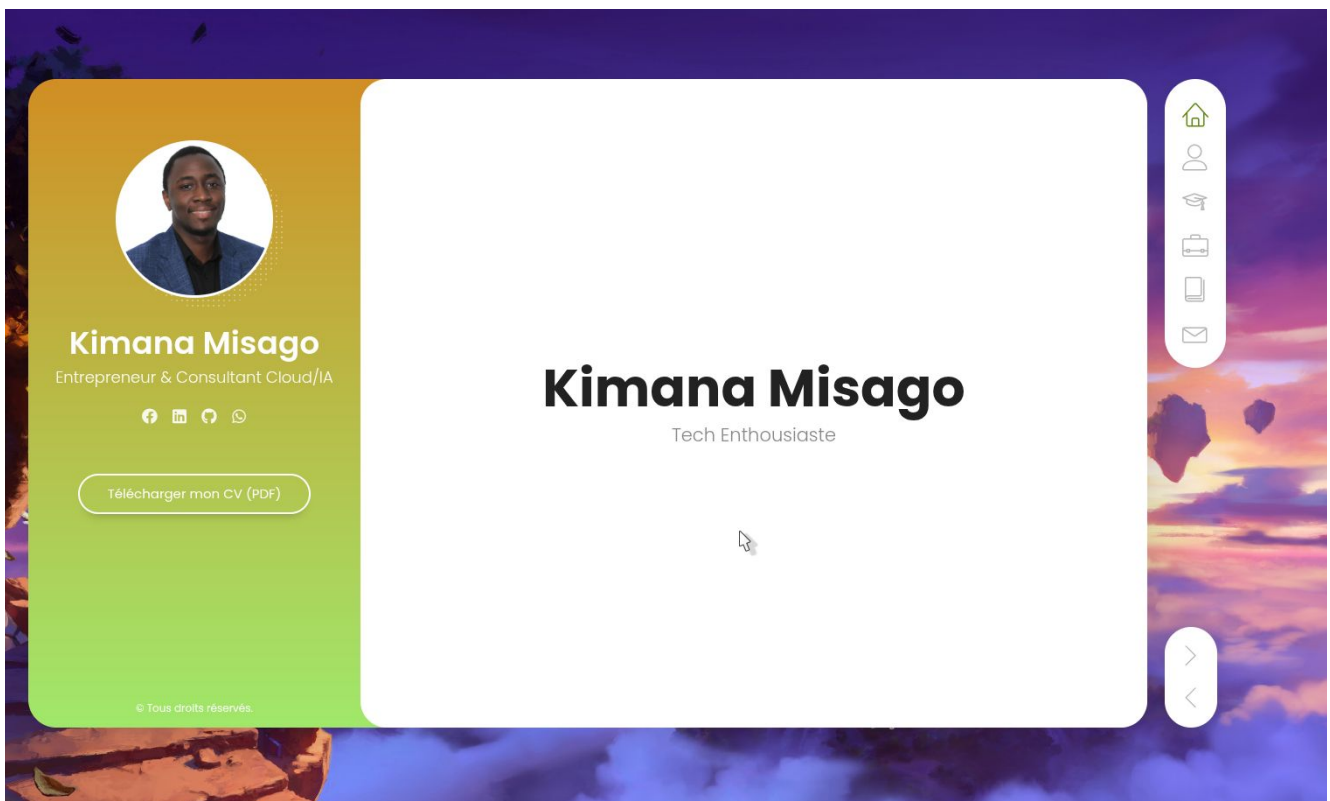 Kimana Misago
Entrepreneur & Consultant Cloud/IA
Télécharger mon CV (PDF)
© Tous droits réservés.
Kimana Misago
Tech Enthousiaste